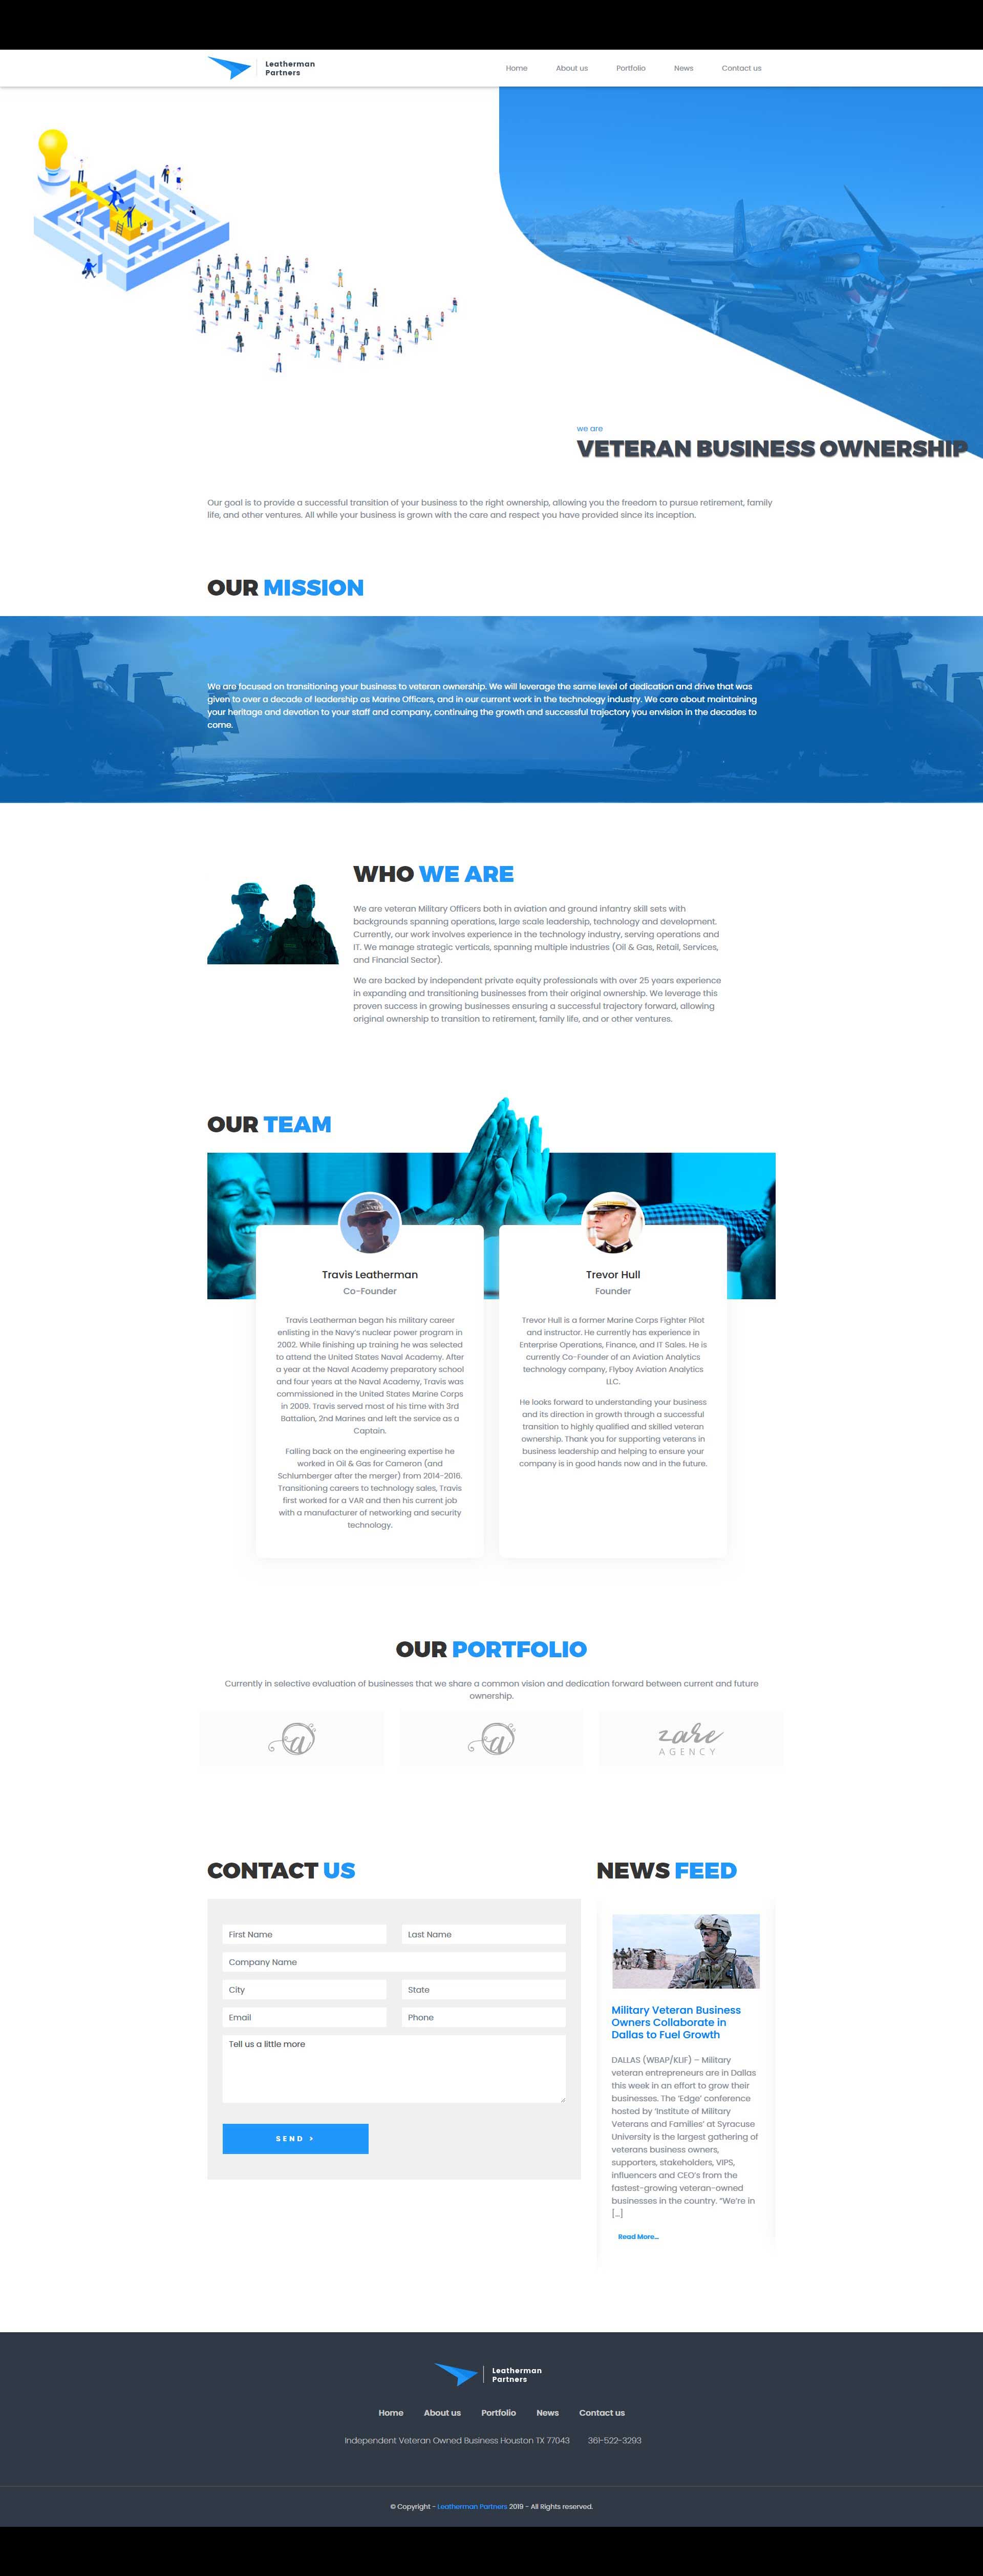 Leatherman
Partners
Home About us Portfolio News Contact us
we are
VETERAN BUSINESS OWNERSHIP
Our goal is to provide a successful transition of your business to the right ownership, allowing you the freedom to pursue retirement, family
life, and other ventures. All while your business is grown with the care and respect you have provided since its inception.
OUR MISSION
We are focused on transitioning your business to veteran ownership. We will leverage the same level of dedication and drive that was
given to over a decade of leadership as Marine Officers, and in our current work in the technology industry. We care about maintaining
your heritage and devotion to your staff and company, continuing the growth and successful trajectory you envision in the decades to
come.
WHO WE ARE
We are veteran Military Officers both in aviation and ground infantry skill sets with
backgrounds spanning operations, large scale leadership, technology and development.
Currently, our work involves experience in the technology industry, serving operations and
IT. We manage strategic verticals, spanning multiple industries (Oil & Gas, Retail, Services,
and Financial Sector).
We are backed by independent private equity professionals with over 25 years experience
in expanding and transitioning businesses from their original ownership. We leverage this
proven success in growing businesses ensuring a successful trajectory forward, allowing
original ownership to transition to retirement, family life, and or other ventures.
OUR TEAM
Travis Leatherman
Co-Founder
Travis Leatherman began his military career
enlisting in the Navy's nuclear power program in
2002. While finishing up training he was selected
to attend the United States Naval Academy. After
a year at the Naval Academy preparatory school
and four years at the Naval Academy, Travis was
commissioned in the United States Marine Corps
in 2009. Travis served most of his time with 3rd
Battalion, 2nd Marines and left the service as a
Captain.
Falling back on the engineering expertise he
worked in Oil & Gas for Cameron (and
Schlumberger after the merger) from 2014-2016.
Transitioning careers to technology sales, Travis
first worked for a VAR and then his current job
with a manufacturer of networking and security
technology.
Trevor Hull
Founder
Trevor Hull is a former Marine Corps Fighter Pilot
and instructor. He currently has experience in
Enterprise Operations, Finance, and IT Sales. He is
currently Co-Founder of an Aviation Analytics
technology company, Flyboy Aviation Analytics
LLC.
He looks forward to understanding your business
and its direction in growth through a successful
transition to highly qualified and skilled veteran
ownership. Thank you for supporting veterans in
business leadership and helping to ensure your
company is in good hands now and in the future.
OUR PORTFOLIO
Currently in selective evaluation of businesses that we share a common vision and dedication forward between current and future
ownership.
a
a
zare
AGENCY
CONTACT US
First Name Last Name
Company Name
City State
Email Phone
Tell us a little more
SEND >
NEWS FEED
Military Veteran Business
Owners Collaborate in
Dallas to Fuel Growth
DALLAS (WBAP/KLIF) – Military
veteran entrepreneurs are in Dallas
this week in an effort to grow their
businesses. The 'Edge' conference
hosted by 'Institute of Military
Veterans and Families' at Syracuse
University is the largest gathering of
veterans business owners,
supporters, stakeholders, VIPS,
influencers and CEO's from the
fastest-growing veteran-owned
businesses in the country. "We're in
[...]
Read More...
Leatherman
Partners
Home About us Portfolio News Contact us
Independent Veteran Owned Business Houston TX 77043 361-522-3293
© Copyright - Leatherman Partners 2019 - All Rights reserved.